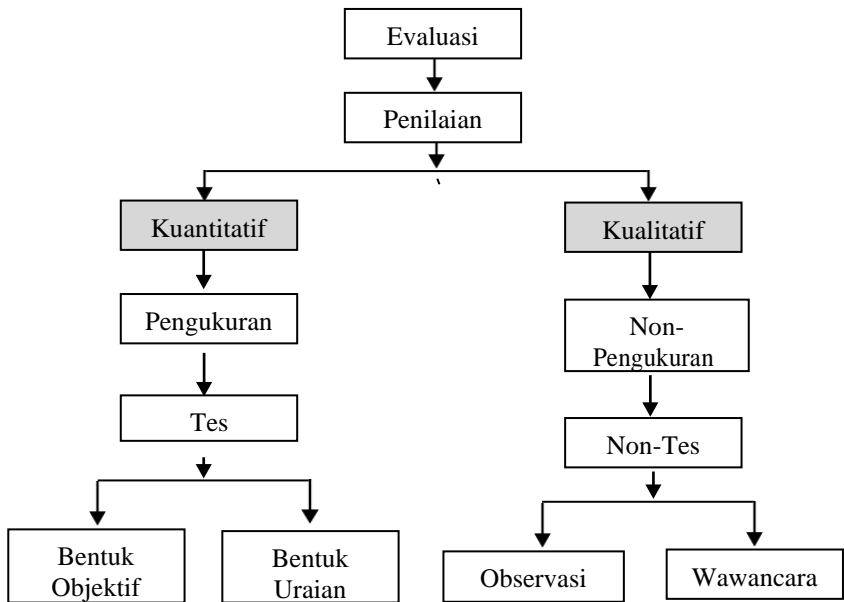 Evaluasi
Penilaian
Kuantitatif
Kualitatif
Pengukuran
Non-
Pengukuran
Tes
Non-Tes
Bentuk
Objektif
Bentuk
Uraian
Observasi
Wawancara